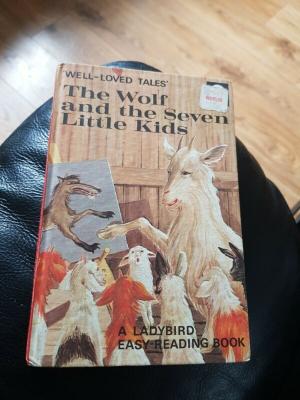 'WELL-LOVED TALES'
The Wolf
and the Seven
Little Kids
A LADYBIRD
EASY-READING BOOK